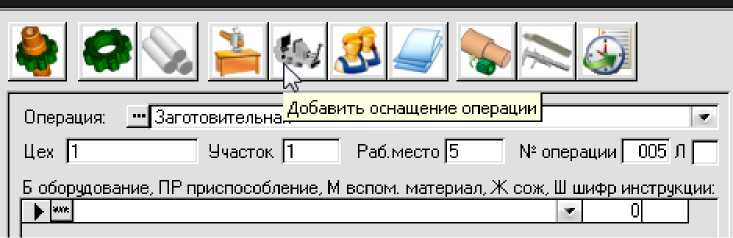 Добавить оснащение операции
Операция: ... Заготовительная
Цех 1 Участок 1 Раб.место 5 № операции 005 Л
Б оборудование, ПР приспособление, М вспом. материал, Ж сож, Ш шифр инструкции:
0